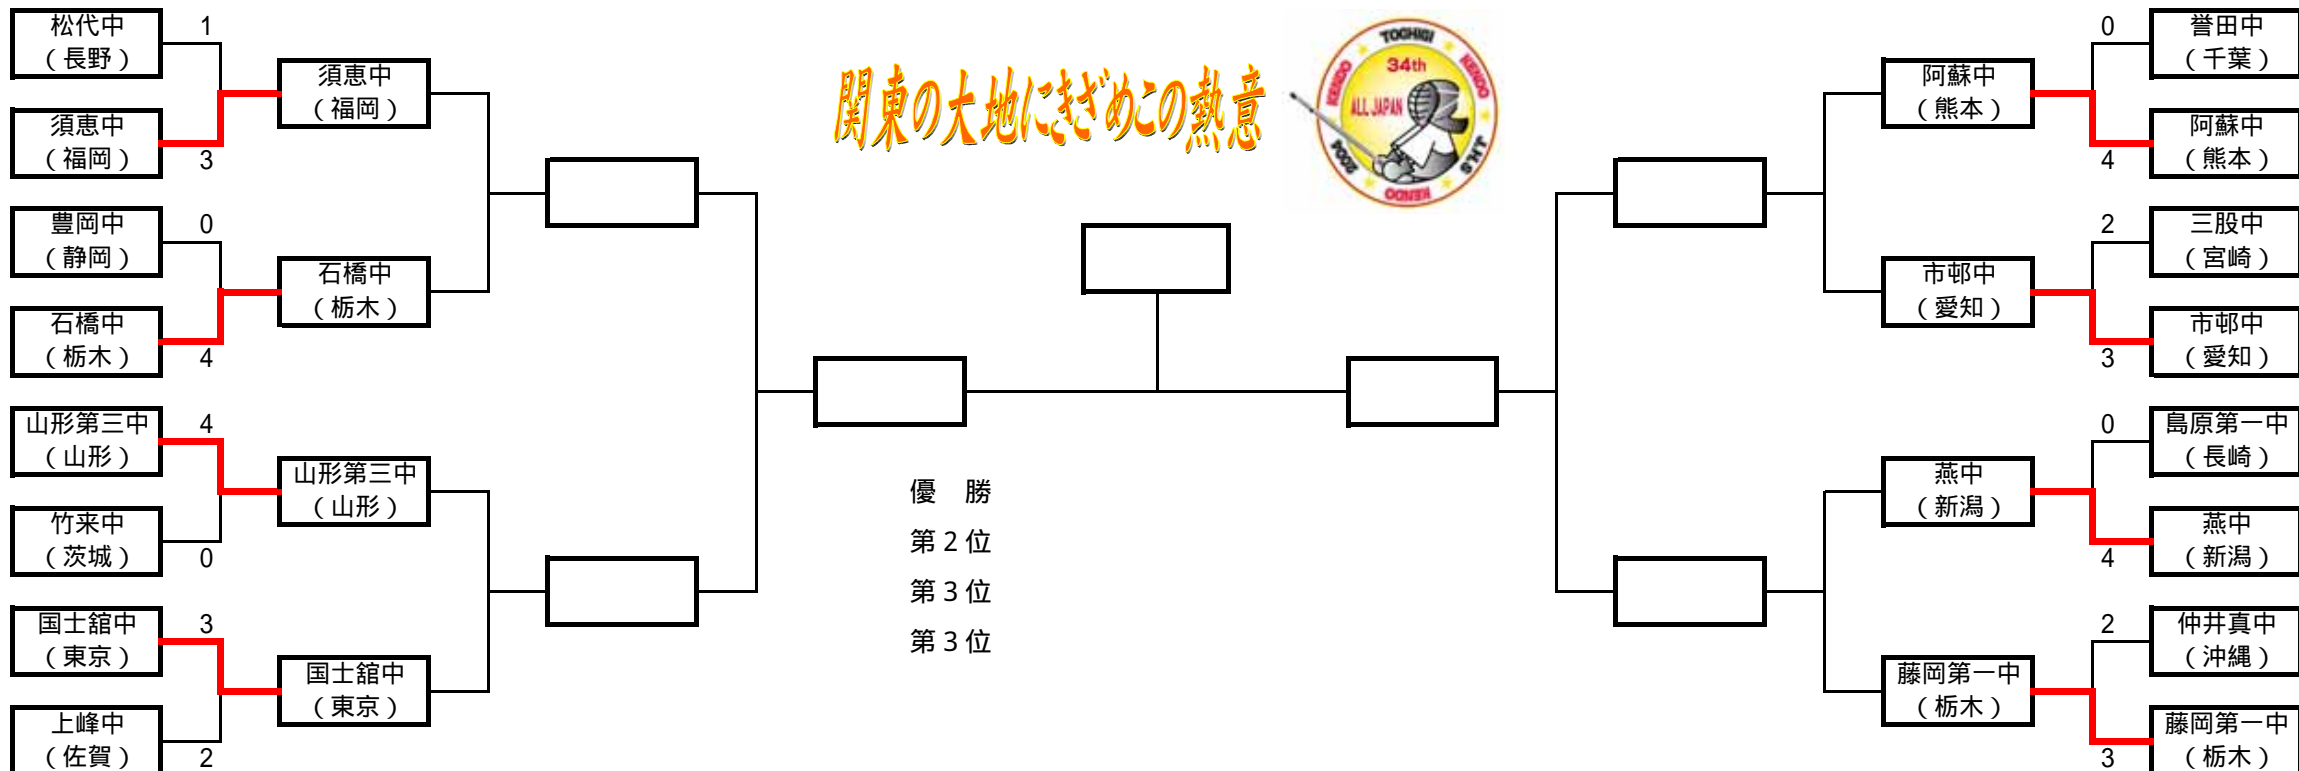 松代中
（長野）
1
須恵中
（福岡）
3
豊岡中
（静岡）
0
石橋中
（栃木）
4
山形第三中
（山形）
4
竹来中
（茨城）
0
国士舘中
（東京）
3
上峰中
（佐賀）
2
須恵中
（福岡）
石橋中
（栃木）
山形第三中
（山形）
国士舘中
（東京）
関東の大地にきざめこの熱意
TOCHIGI
KENDO
34th
KENDO
ALL JAPAN
2004
J.H.S
KENDO
優　勝
第２位
第３位
第３位
阿蘇中
（熊本）
市邨中
（愛知）
燕中
（新潟）
藤岡第一中
（栃木）
0
誉田中
（千葉）
4
阿蘇中
（熊本）
2
三股中
（宮崎）
3
市邨中
（愛知）
0
島原第一中
（長崎）
4
燕中
（新潟）
2
仲井真中
（沖縄）
3
藤岡第一中
（栃木）